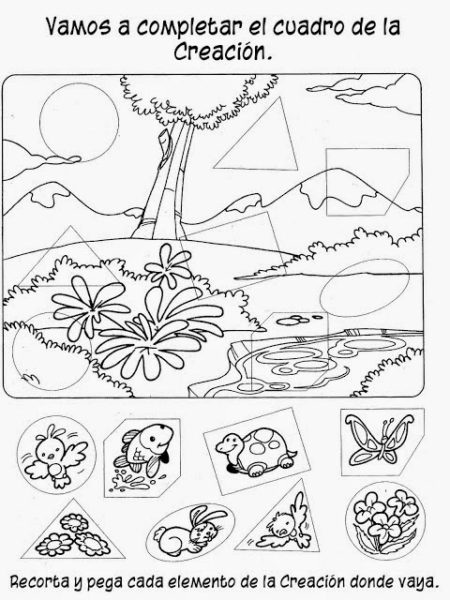 Vamos a completar el cuadro de la
Creación.
Recorta y pega cada elemento de la Creación donde vaya.